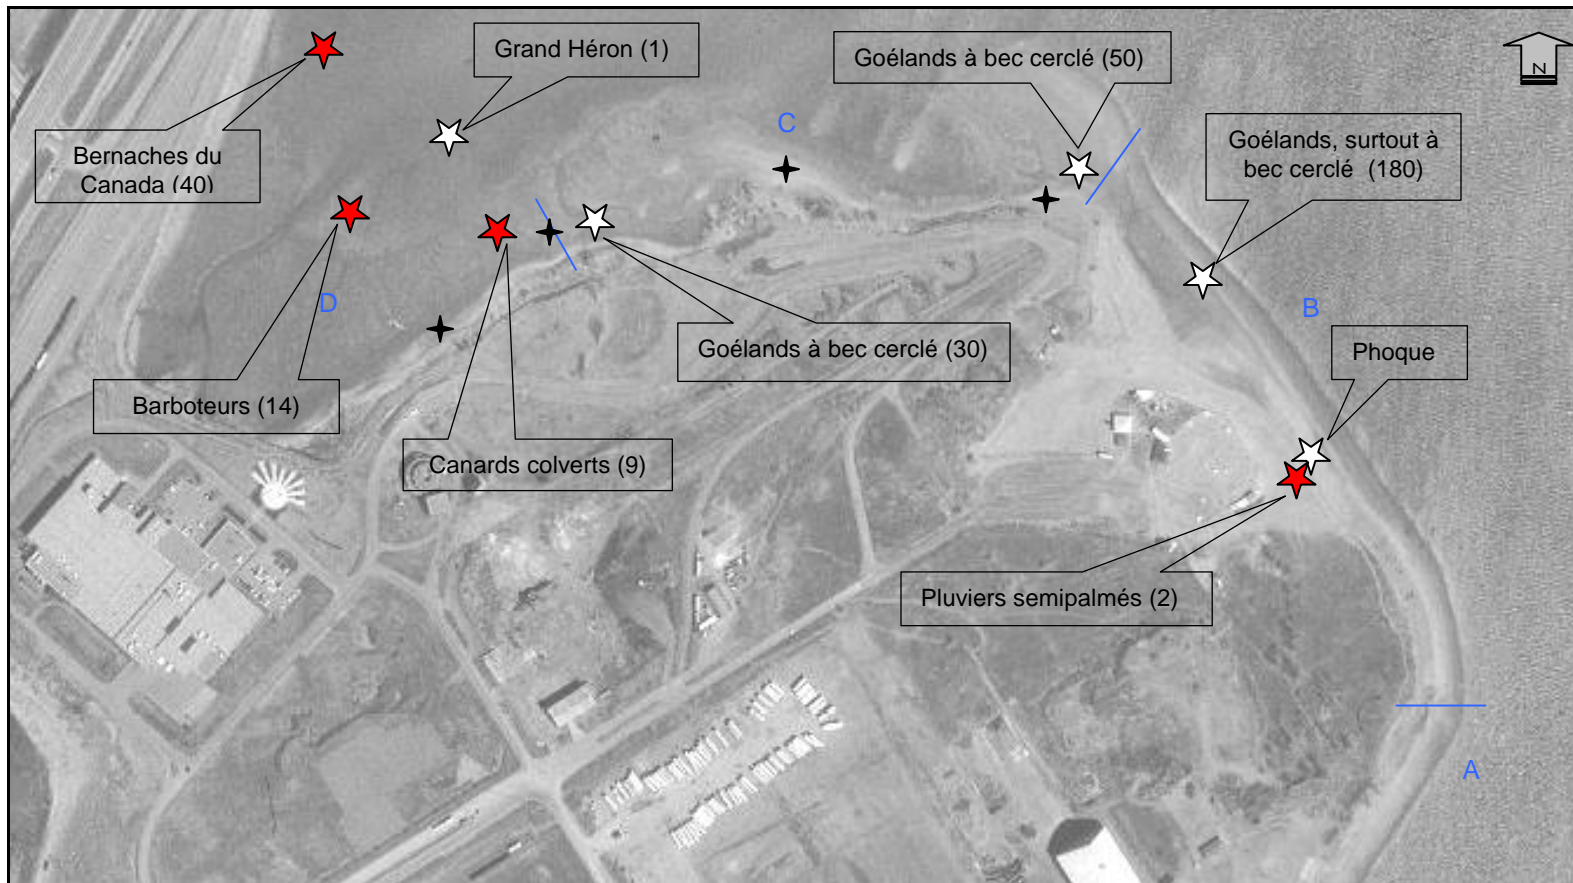 Grand Héron (1)
Goélands à bec cerclé (50)
N
Bernaches du
Canada (40)
C
Goélands, surtout à
bec cerclé (180)
D
B
Goélands à bec cerclé (30)
Phoque
Barboteurs (14)
Canards colverts (9)
Pluviers semipalmés (2)
A